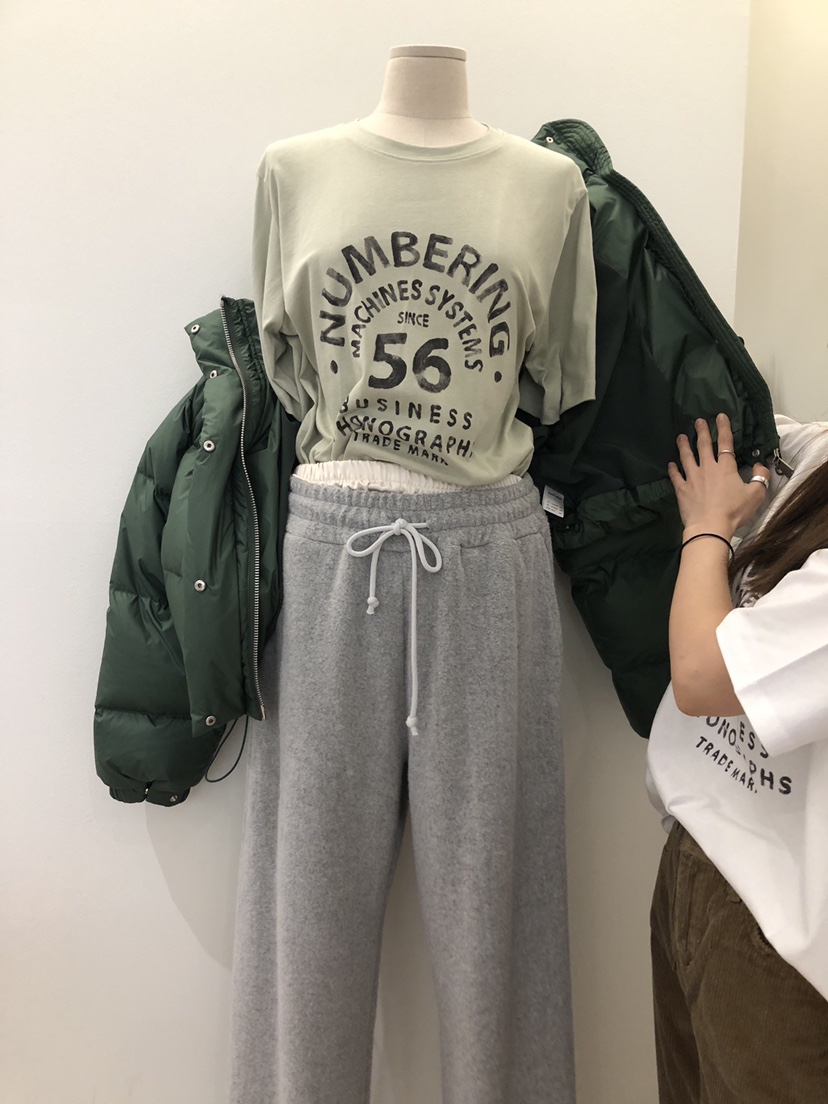 NUMBERING
MACHINES SYSTEMS
SINCE
56
BUSINESS
TRADE MARK
TRADE MARK